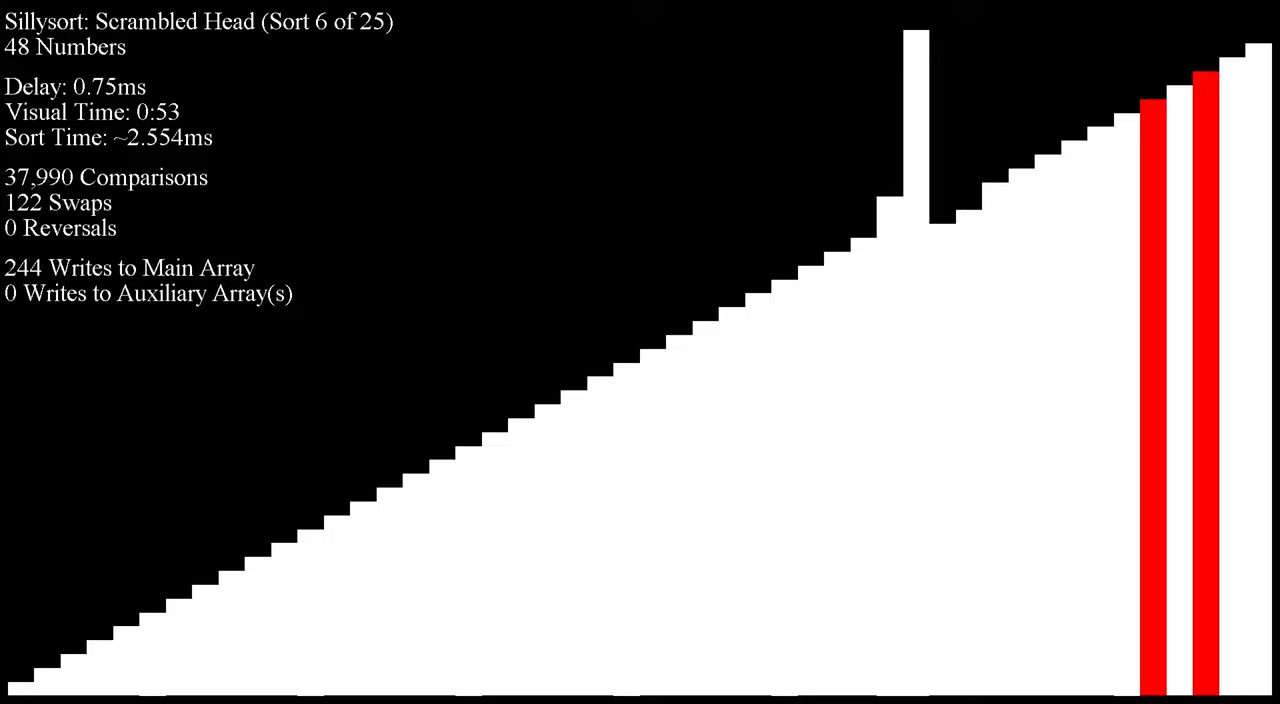 Sillysort: Scrambled Head (Sort 6 of 25)
48 Numbers
Delay: 0.75ms
Visual Time: 0:53
Sort Time: ~2.554ms
37,990 Comparisons
122 Swaps
0 Reversals
244 Writes to Main Array
0 Writes to Auxiliary Array(s)